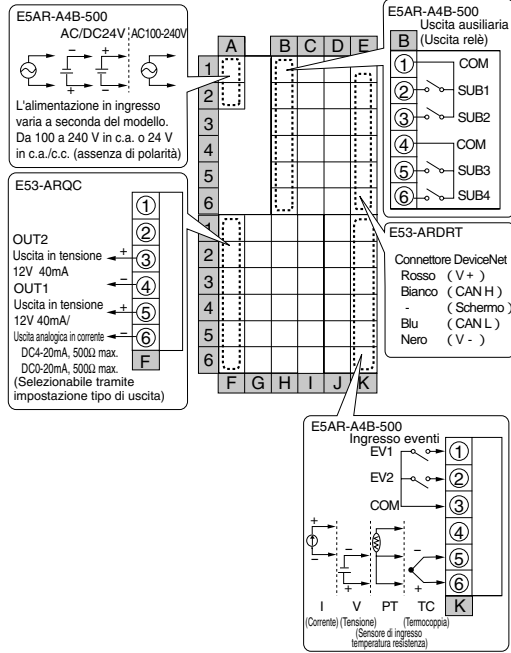 E5AR-A4B-500
AC/DC24V AC100-240V
L'alimentazione in ingresso
varia a seconda del modello.
Da 100 a 240 V in c.a. o 24 V
in c.a./c.c. (assenza di polarità)
A B C D E
1
2
3
4
5
6
1
2
3
4
5
6
F G H I J K
E5AR-A4B-500
Uscita ausiliaria
(Uscita relè)
B
1 COM
2 SUB1
3 SUB2
4 COM
5 SUB3
6 SUB4
E53-ARQC
1
2
OUT2
Uscita in tensione + 3
12V 40mA
OUT1 − 4
Uscita in tensione + 5
12V 40mA/
Uscita analogica in corrente − 6
DC4-20mA, 500Ω max.
DC0-20mA, 500Ω max.
F
(Selezionabile tramite
impostazione tipo di uscita)
E53-ARDRT
Connettore DeviceNet
Rosso ( V + )
Bianco ( CAN H )
- ( Schermo )
Blu ( CAN L )
Nero ( V - )
E5AR-A4B-500
Ingresso eventi
EV1 1
EV2 2
COM 3
4
5
6
I V PT TC K
(Corrente) (Tensione) (Termocoppia)
(Sensore di ingresso
temperatura resistenza)